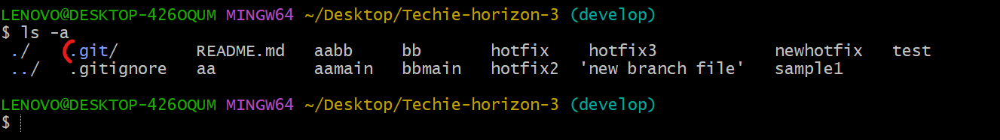 LENOVO@DESKTOP-426OQUM MINGW64 ~/Desktop/Techie-horizon-3 (develop)
$ ls -a
./ .git/ README.md aabb bb hotfix hotfix3 newhotfix test
../ .gitignore aa aamain bbmain hotfix2 'new branch file' sample1
LENOVO@DESKTOP-426OQUM MINGW64 ~/Desktop/Techie-horizon-3 (develop)
$